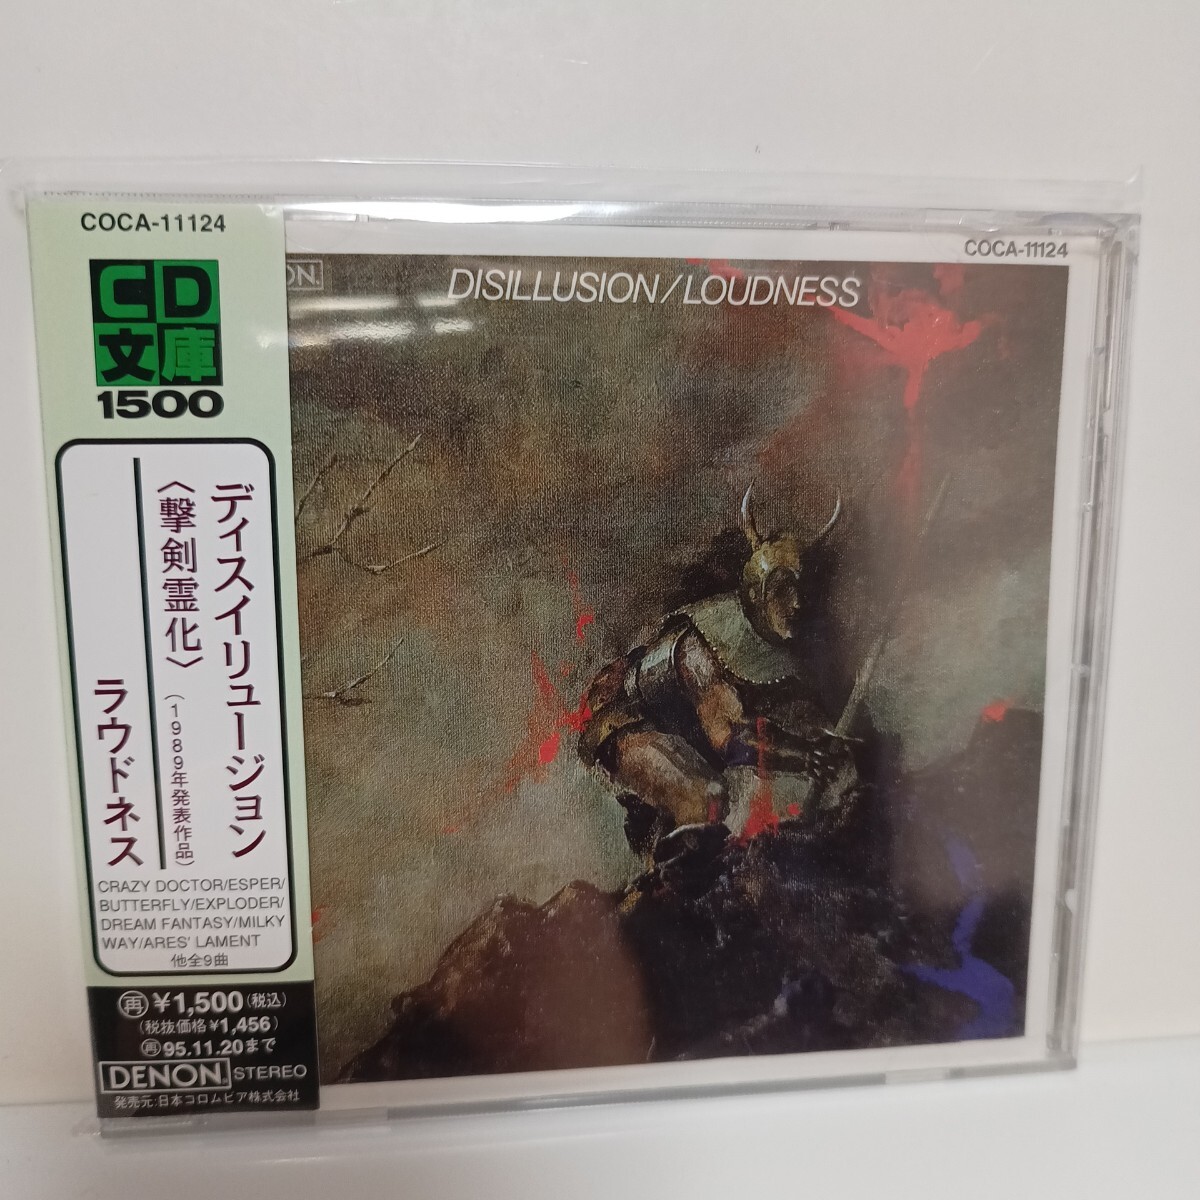 COCA-11124
CD
文庫
1500
ディスイリュージョン
〈撃剣霊化〉(1989年発表作品)
ラウドネス
CRAZY DOCTOR/ESPER/
BUTTERFLY/EXPLODER/
DREAM FANTASY/MILKY
WAY/ARES' LAMENT
他全9曲
再¥1,500(税込)
(税抜価格¥1,456)
再95.11.20まで
DENON® STEREO
発売元:日本コロムビア株式会社
COCA-11124
DISILLUSION/LOUDNESS